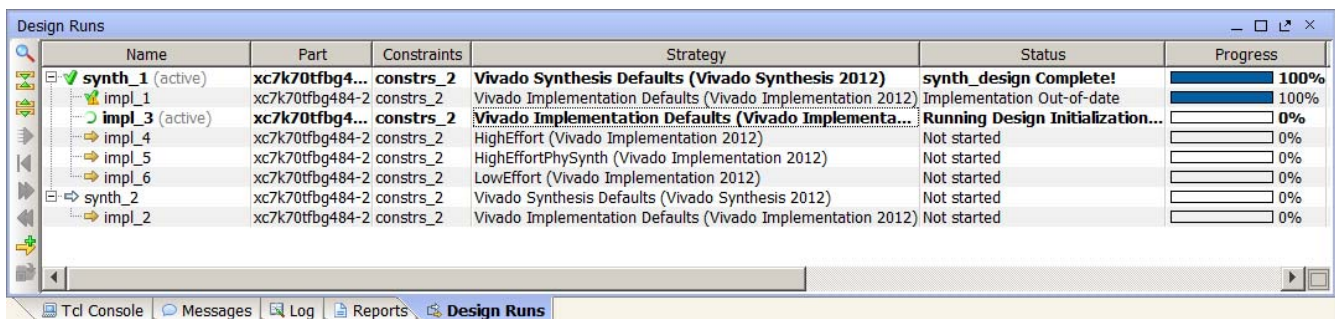 Design Runs
Name Part Constraints Strategy Status Progress
synth_1 (active) xc7k70tfbg4... constrs_2 Vivado Synthesis Defaults (Vivado Synthesis 2012) synth_design Complete! 100%
impl_1 xc7k70tfbg484-2 constrs_2 Vivado Implementation Defaults (Vivado Implementation 2012) Implementation Out-of-date 100%
impl_3 (active) xc7k70tfbg4... constrs_2 Vivado Implementation Defaults (Vivado Implementa... Running Design Initialization... 0%
impl_4 xc7k70tfbg484-2 constrs_2 HighEffort (Vivado Implementation 2012) Not started 0%
impl_5 xc7k70tfbg484-2 constrs_2 HighEffortPhySynth (Vivado Implementation 2012) Not started 0%
impl_6 xc7k70tfbg484-2 constrs_2 LowEffort (Vivado Implementation 2012) Not started 0%
synth_2 xc7k70tfbg484-2 constrs_2 Vivado Synthesis Defaults (Vivado Synthesis 2012) Not started 0%
impl_2 xc7k70tfbg484-2 constrs_2 Vivado Implementation Defaults (Vivado Implementation 2012) Not started 0%
Tcl Console Messages Log Reports Design Runs